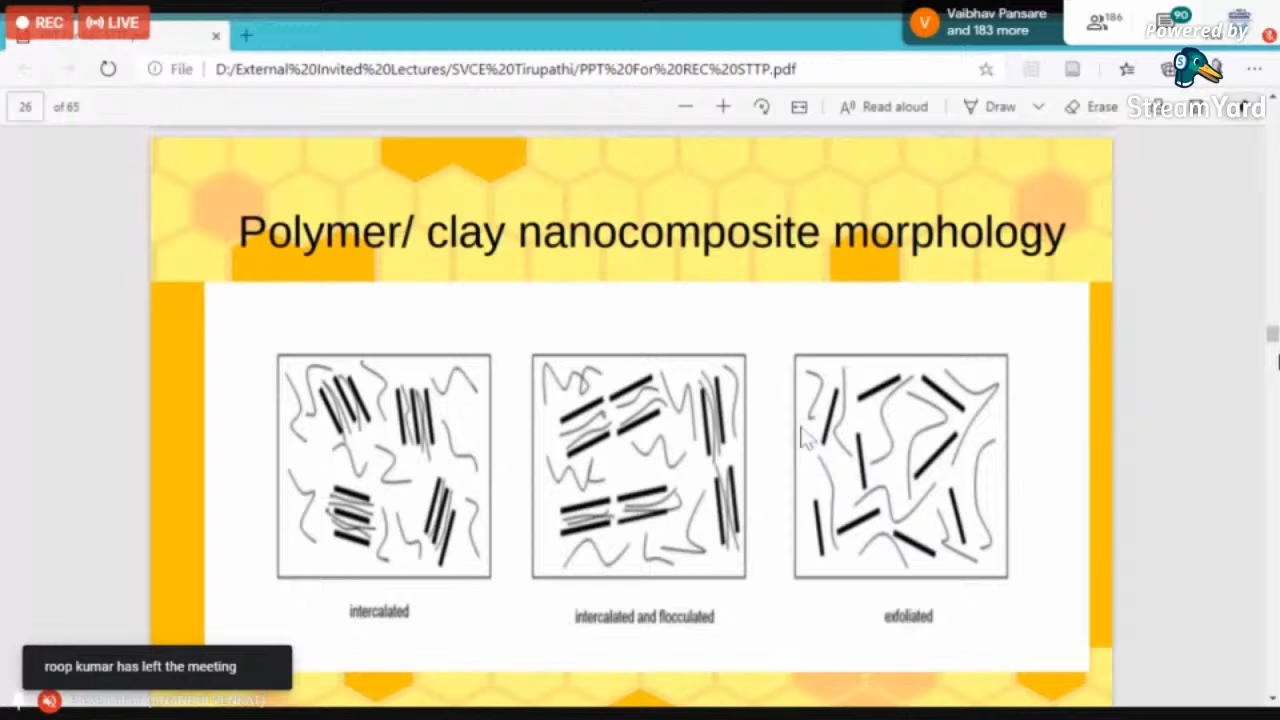 REC
LIVE
V
Vaibhav Pansare
and 183 more
186
90
Powered by
StreamYard
File
D:/External%20Invited%20Lectures/SVCE%20Tirupathi/PPT%20For%20REC%20STTP.pdf
26 of 65
Read aloud
Draw
Erase
Polymer/ clay nanocomposite morphology
intercalated
intercalated and flocculated
exfoliated
roop kumar has left the meeting